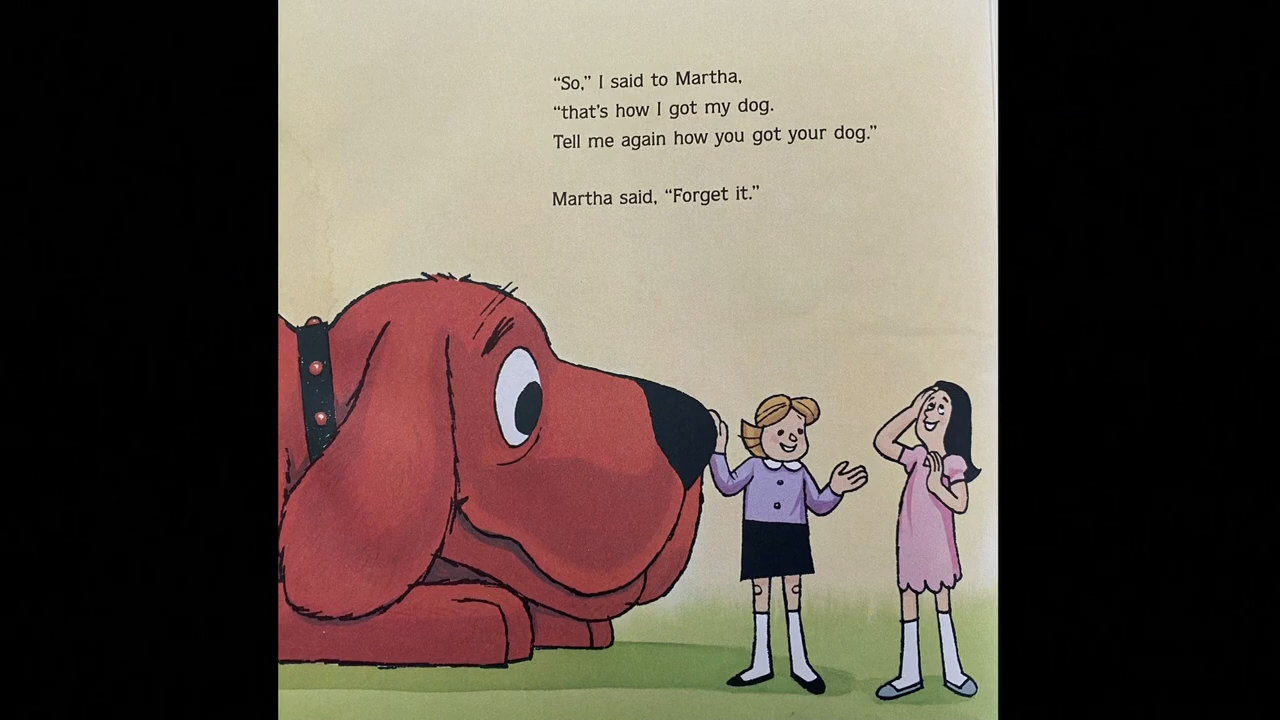 “So,” I said to Martha,
“that’s how I got my dog.
Tell me again how you got your dog.”
Martha said, “Forget it.”